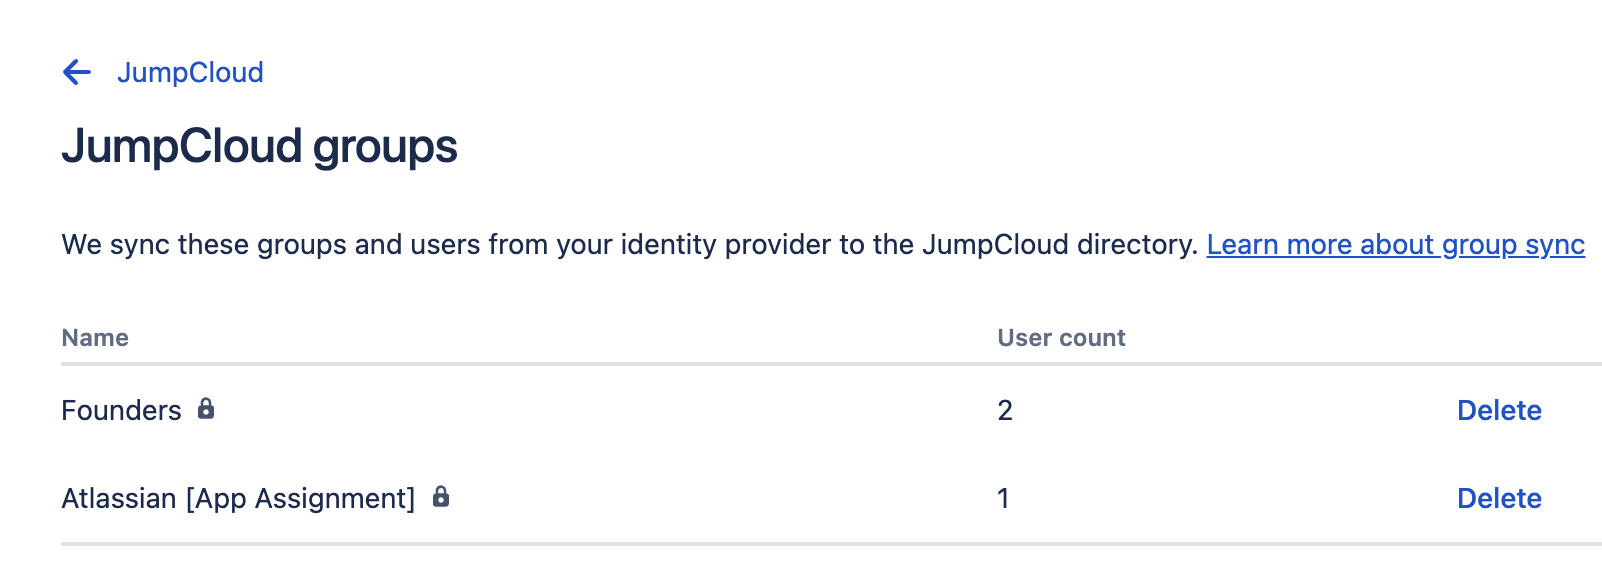 JumpCloud
JumpCloud groups
We sync these groups and users from your identity provider to the JumpCloud directory. Learn more about group sync
Name User count
Founders 2 Delete
Atlassian [App Assignment] 1 Delete